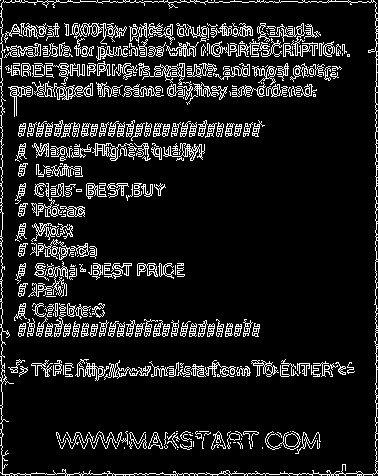 Almost 1000 low priced drugs from Canada,
available for purchase with NO PRESCRIPTION.
FREE SHIPPING is available, and most orders
are shipped the same day they are ordered.
##########################
# Viagra - Highest quality!
# Levitra
# Cialis - BEST BUY
# Prozac
# Vioxx
# Propecia
# Soma - BEST PRICE
# Paxil
# Celebrex
##########################
-> TYPE http://www.makstart.com TO ENTER <-
WWW.MAKSTART.COM